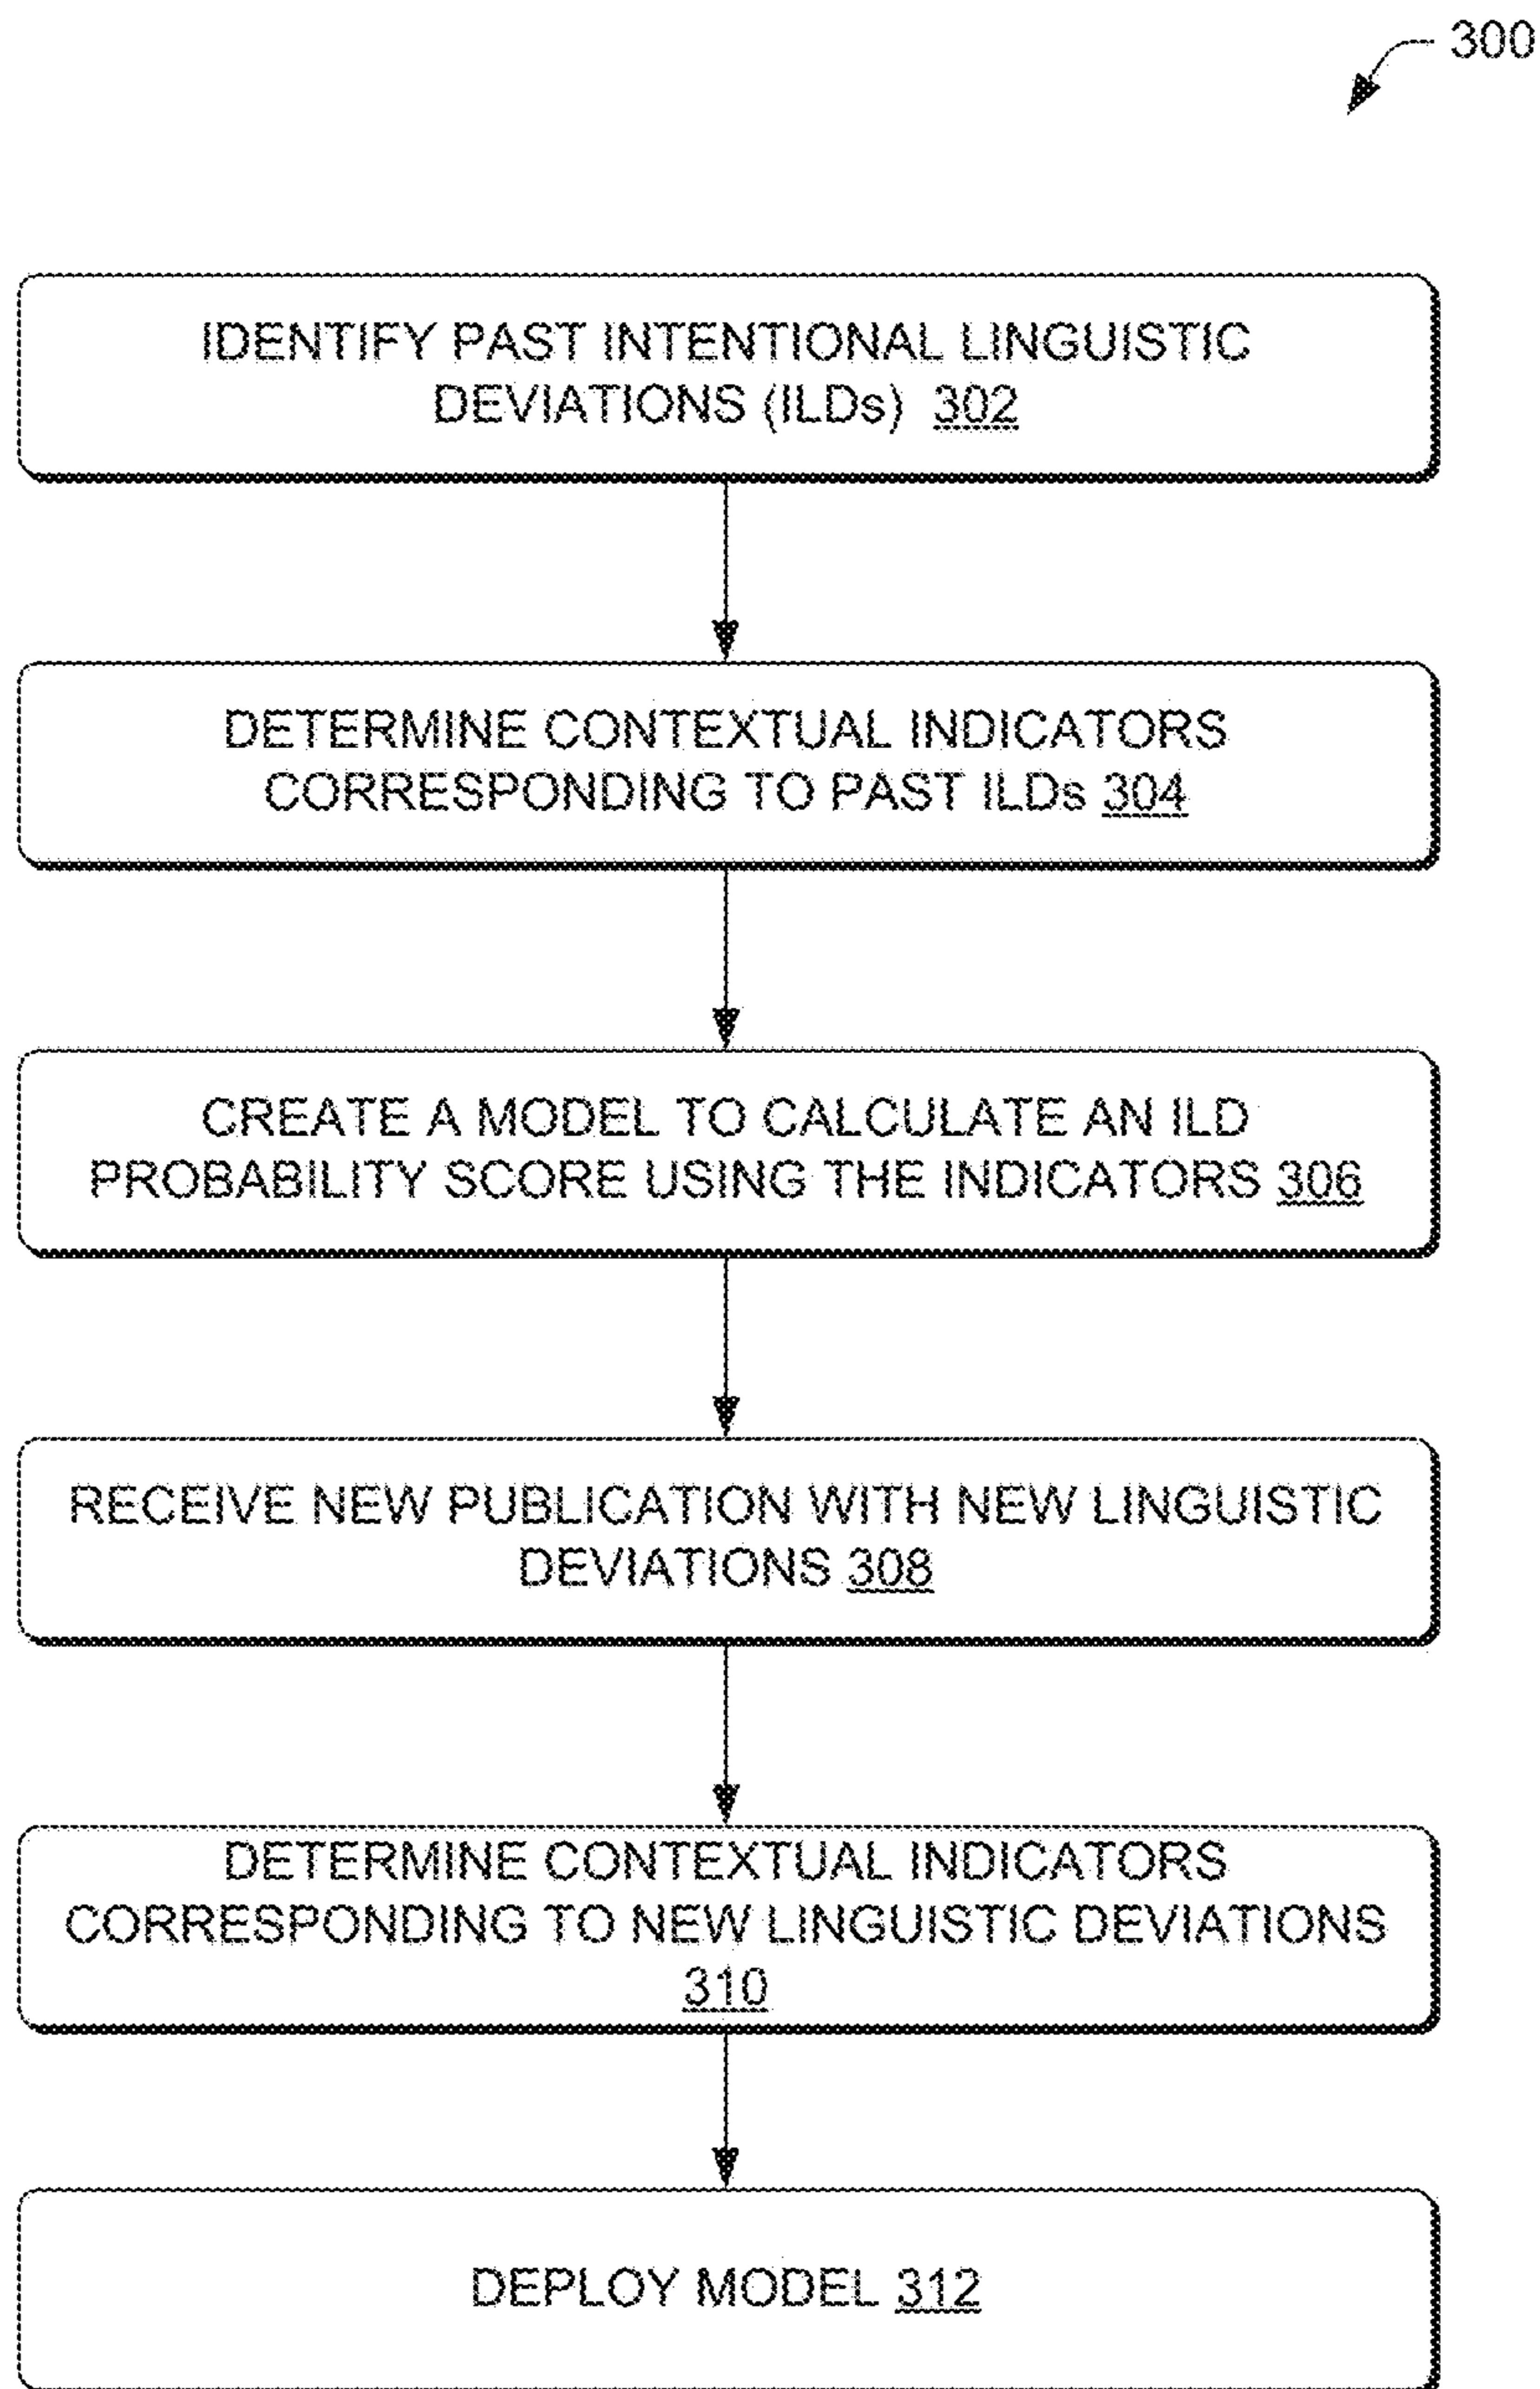 300
IDENTIFY PAST INTENTIONAL LINGUISTIC
DEVIATIONS (ILDs) 302
DETERMINE CONTEXTUAL INDICATORS
CORRESPONDING TO PAST ILDs 304
CREATE A MODEL TO CALCULATE AN ILD
PROBABILITY SCORE USING THE INDICATORS 306
RECEIVE NEW PUBLICATION WITH NEW LINGUISTIC
DEVIATIONS 308
DETERMINE CONTEXTUAL INDICATORS
CORRESPONDING TO NEW LINGUISTIC DEVIATIONS
310
DEPLOY MODEL 312